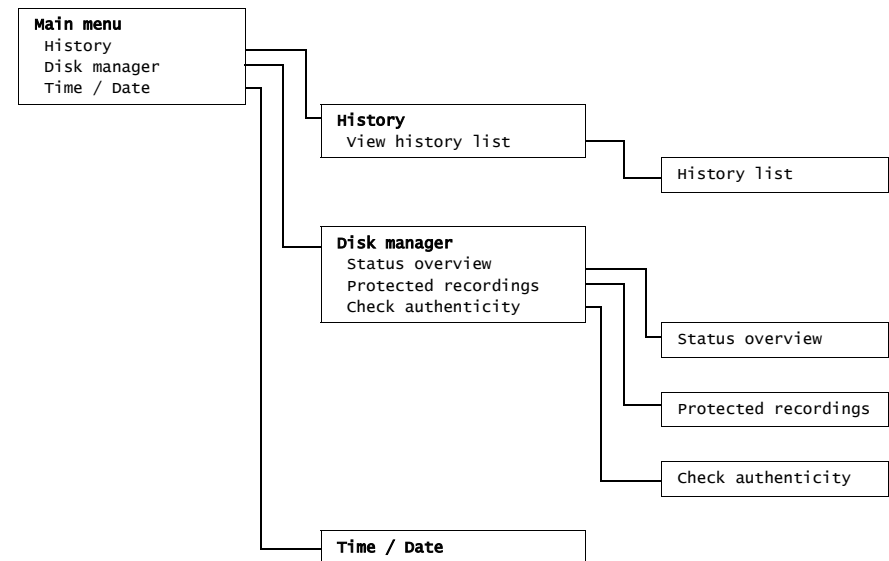 Main menu
History
Disk manager
Time / Date
History
View history list
History list
Disk manager
Status overview
Protected recordings
Check authenticity
Status overview
Protected recordings
Check authenticity
Time / Date